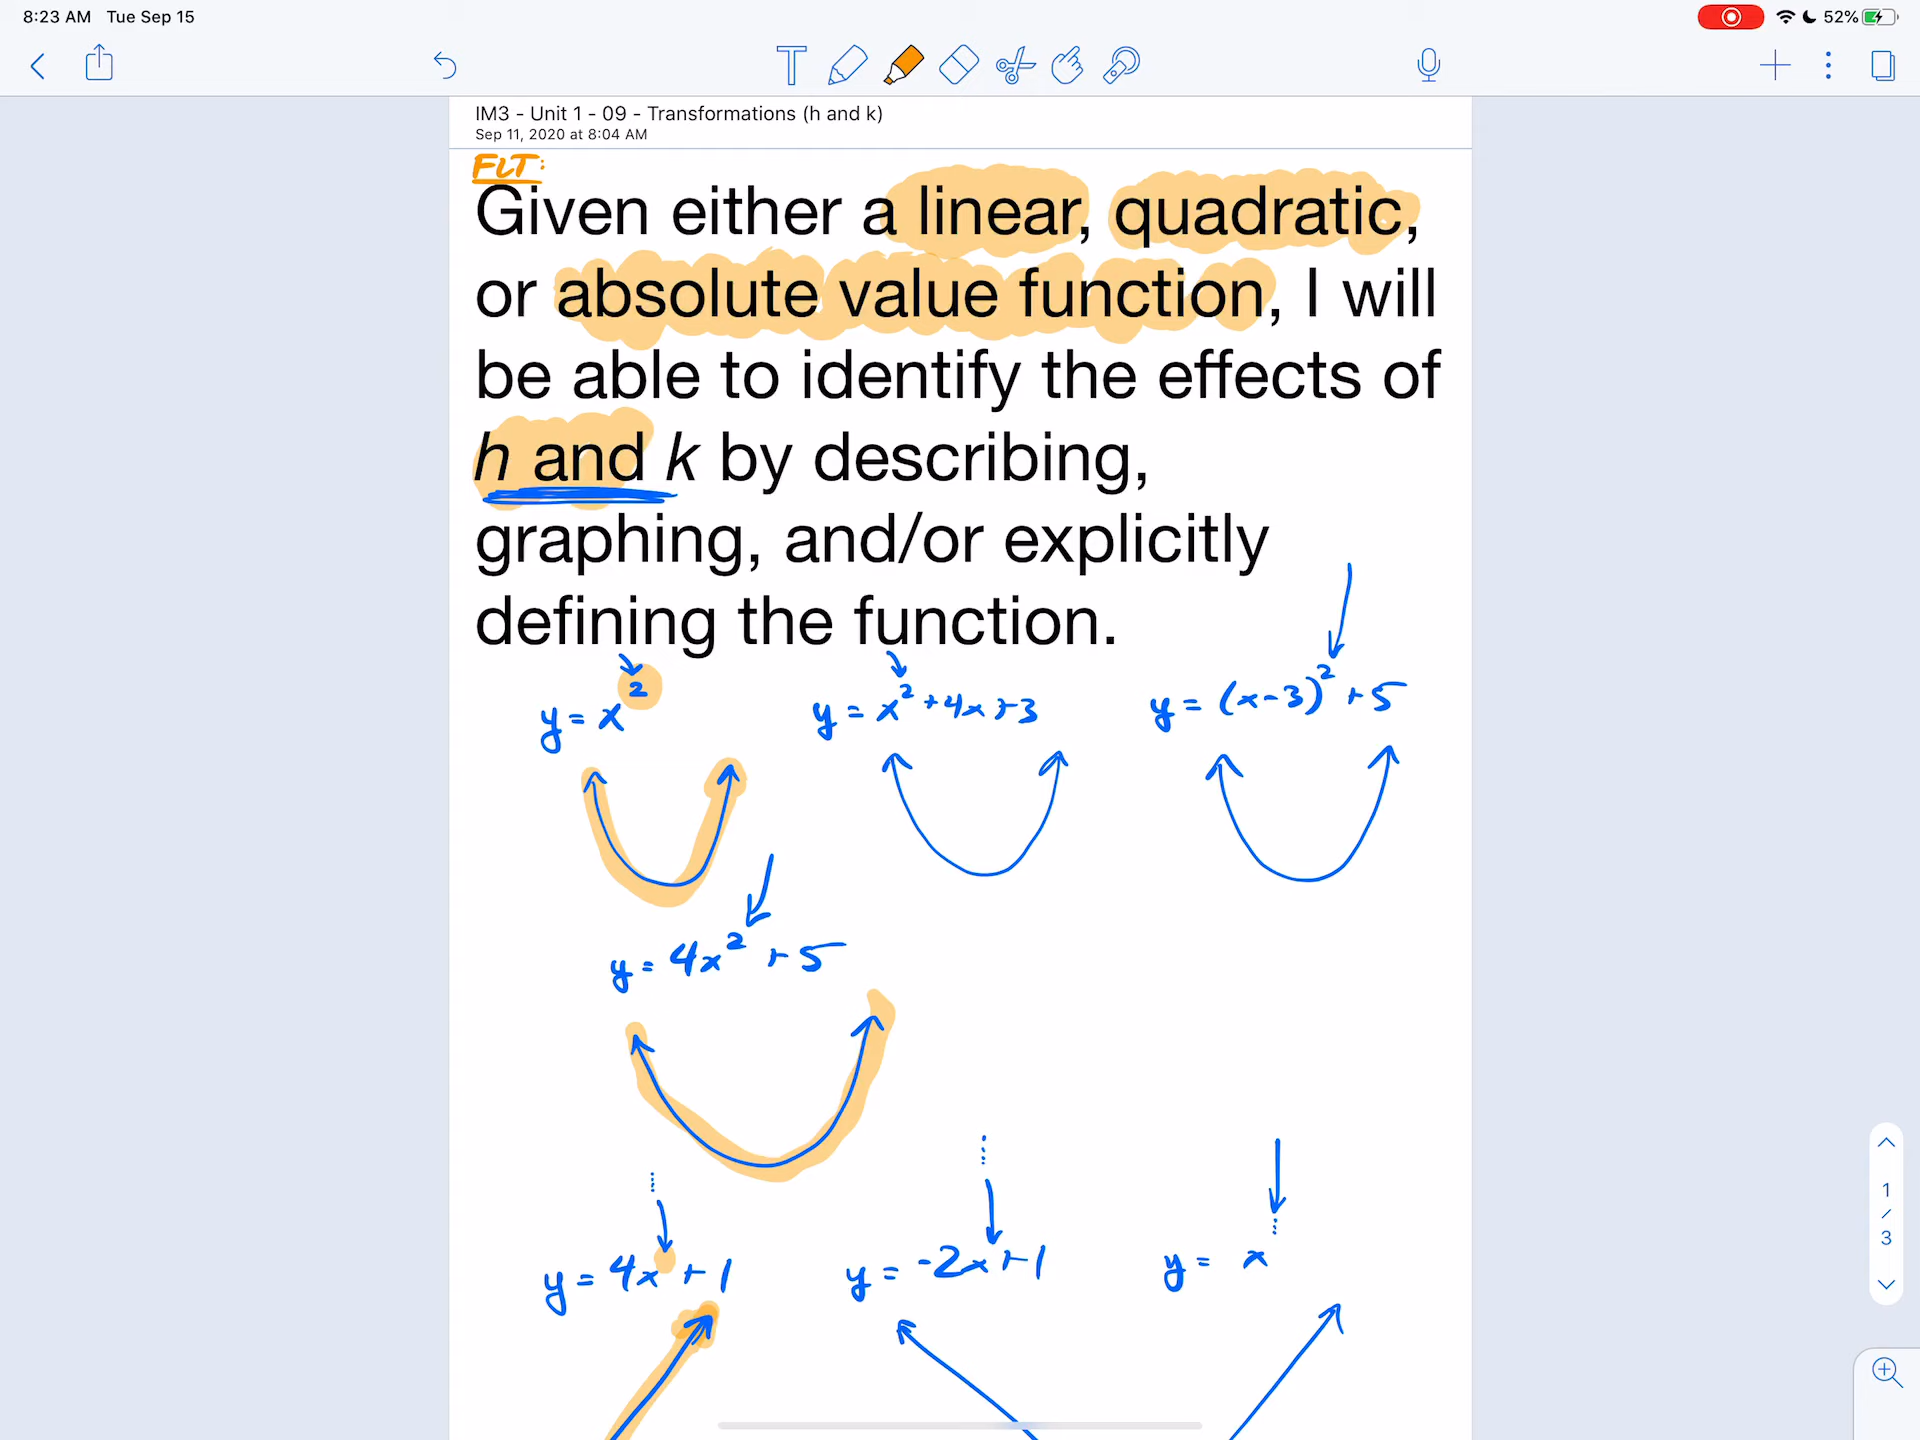 8:23 AM Tue Sep 15
52%
IM3 - Unit 1 - 09 - Transformations (h and k)
Sep 11, 2020 at 8:04 AM
FLT:
Given either a linear, quadratic,
or absolute value function, I will
be able to identify the effects of
h and k by describing,
graphing, and/or explicitly
defining the function.
y = x² y = x² + 4x + 3 y = (x - 3)² + 5
y = 4x² + 5
y = 4x + 1 y = -2x + 1 y = x
1
/
3